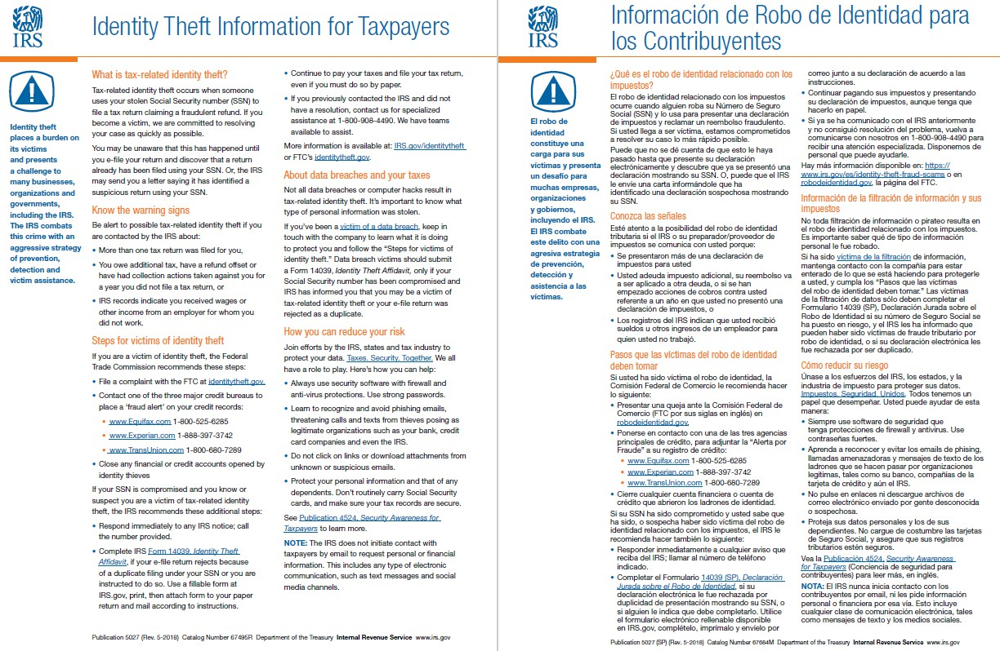 IRS
Identity Theft Information for Taxpayers
Identity theft
places a burden on
its victims
and presents
a challenge to
many businesses,
organizations and
governments,
including the IRS.
The IRS combats
this crime with an
aggressive strategy
of prevention,
detection and
victim assistance.
What is tax-related identity theft?
Tax-related identity theft occurs when someone
uses your stolen Social Security number (SSN) to
file a tax return claiming a fraudulent refund. If you
become a victim, we are committed to resolving
your case as quickly as possible.
You may be unaware that this has happened until
you e-file your return and discover that a return
already has been filed using your SSN. Or, the IRS
may send you a letter saying it has identified a
suspicious return using your SSN.
Know the warning signs
Be alert to possible tax-related identity theft if you
are contacted by the IRS about:
• More than one tax return was filed for you,
• You owe additional tax, have a refund offset or
have had collection actions taken against you for
a year you did not file a tax return, or
• IRS records indicate you received wages or
other income from an employer for whom you
did not work.
Steps for victims of identity theft
If you are a victim of identity theft, the Federal
Trade Commission recommends these steps:
• File a complaint with the FTC at identitytheft.gov.
• Contact one of the three major credit bureaus to
place a ‘fraud alert’ on your credit records:
• www.Equifax.com 1-800-525-6285
• www.Experian.com 1-888-397-3742
• www.TransUnion.com 1-800-680-7289
• Close any financial or credit accounts opened by
identity thieves
If your SSN is compromised and you know or
suspect you are a victim of tax-related identity
theft, the IRS recommends these additional steps:
• Respond immediately to any IRS notice; call
the number provided.
• Complete IRS Form 14039, Identity Theft
Affidavit, if your e-file return rejects because
of a duplicate filing under your SSN or you are
instructed to do so. Use a fillable form at
IRS.gov, print, then attach form to your paper
return and mail according to instructions.
• Continue to pay your taxes and file your tax return,
even if you must do so by paper.
• If you previously contacted the IRS and did not
have a resolution, contact us for specialized
assistance at 1-800-908-4490. We have teams
available to assist.
More information is available at: IRS.gov/identitytheft
or FTC’s identitytheft.gov.
About data breaches and your taxes
Not all data breaches or computer hacks result in
tax-related identity theft. It’s important to know what
type of personal information was stolen.
If you’ve been a victim of a data breach, keep in
touch with the company to learn what it is doing
to protect you and follow the “Steps for victims of
identity theft.” Data breach victims should submit
a Form 14039, Identity Theft Affidavit, only if your
Social Security number has been compromised and
IRS has informed you that you may be a victim of
tax-related identity theft or your e-file return was
rejected as a duplicate.
How you can reduce your risk
Join efforts by the IRS, states and tax industry to
protect your data. Taxes. Security. Together. We all
have a role to play. Here’s how you can help:
• Always use security software with firewall and
anti-virus protections. Use strong passwords.
• Learn to recognize and avoid phishing emails,
threatening calls and texts from thieves posing as
legitimate organizations such as your bank, credit
card companies and even the IRS.
• Do not click on links or download attachments from
unknown or suspicious emails.
• Protect your personal information and that of any
dependents. Don’t routinely carry Social Security
cards, and make sure your tax records are secure.
See Publication 4524, Security Awareness for
Taxpayers to learn more.
NOTE: The IRS does not initiate contact with
taxpayers by email to request personal or financial
information. This includes any type of electronic
communication, such as text messages and social
media channels.
Publication 5027 (Rev. 5-2018) Catalog Number 67495R Department of the Treasury Internal Revenue Service www.irs.gov
IRS
Información de Robo de Identidad para
los Contribuyentes
El robo de
identidad
constituye una
carga para sus
víctimas y presenta
un desafío para
muchas empresas,
organizaciones
y gobiernos,
incluyendo el IRS.
El IRS combate
este delito con una
agresiva estrategia
de prevención,
detección y
asistencia a las
víctimas.
¿Qué es el robo de identidad relacionado con los
impuestos?
El robo de identidad relacionado con los impuestos
ocurre cuando alguien roba su Número de Seguro
Social (SSN) y lo usa para presentar una declaración
de impuestos y reclamar un reembolso fraudulento.
Si usted llega a ser víctima, estamos comprometidos
a resolver su caso lo más rápido posible.
Puede que no se dé cuenta de que esto le haya
pasado hasta que presente su declaración
electrónicamente y descubre que ya se presentó una
declaración mostrando su SSN. O, puede que el IRS
le envíe una carta informándole que ha
identificado una declaración sospechosa mostrando
su SSN.
Conozca las señales
Esté atento a la posibilidad del robo de identidad
tributaria si el IRS o su preparador/proveedor de
impuestos se comunica con usted porque:
• Se presentaron más de una declaración de
impuestos para usted
• Usted adeuda impuesto adicional, su reembolso va
a ser aplicado a otra deuda, o si se han
empezado acciones de cobros contra usted
referente a un año en que usted no presentó una
declaración de impuestos, o
• Los registros del IRS indican que usted recibió
sueldos u otros ingresos de un empleador para
quien usted no trabajó.
Pasos que las víctimas del robo de identidad
deben tomar
Si usted ha sido víctima el robo de identidad, la
Comisión Federal de Comercio le recomienda hacer
lo siguiente:
• Presentar una queja ante la Comisión Federal de
Comercio (FTC por sus siglas en inglés) en
robodeidentidad.gov,
• Ponerse en contacto con una de las tres agencias
principales de crédito, para adjuntar la “Alerta por
Fraude” a su registro de crédito:
• www.Equifax.com 1-800-525-6285
• www.Experian.com 1-888-397-3742
• www.TransUnion.com 1-800-680-7289
• Cierre cualquier cuenta financiera o cuenta de
crédito que abrieron los ladrones de identidad.
Si su SSN ha sido comprometido y usted sabe que
ha sido, o sospecha haber sido víctima del robo de
identidad relacionado con los impuestos, el IRS le
recomienda hacer también lo siguiente:
• Responder inmediatamente a cualquier aviso que
reciba del IRS; llamar al número de teléfono
indicado.
• Completar el Formulario 14039 (SP), Declaración
Jurada sobre el Robo de Identidad, si su
declaración electrónica le fue rechazada por
duplicidad de presentación mostrando su SSN, o
si alguien le indica que debe completarlo. Utilice
el formulario electrónico rellenable disponible
en IRS.gov, complételo, imprímalo y envíelo por
correo junto a su declaración de acuerdo a las
instrucciones.
• Continuar pagando sus impuestos y presentando
su declaración de impuestos, aunque tenga que
hacerlo en papel.
• Si ya se ha comunicado con el IRS anteriormente
y no consiguió resolución del problema, vuelva a
comunicarse con nosotros en 1-800-908-4490 para
recibir una atención especializada. Disponemos de
personal que puede ayudarle.
Hay más información disponible en: https://
www.irs.gov/es/identity-theft-fraud-scams o en
robodeidentidad.gov, la página del FTC.
Información de la filtración de información y sus
impuestos
No toda filtración de información o pirateo resulta en
el robo de identidad relacionado con los impuestos.
Es importante saber qué de tipo de información
personal le fue robado.
Si ha sido víctima de la filtración de información,
mantenga contacto con la compañía para estar
enterado de lo que se está haciendo para protegerle
a usted, y cumpla los “Pasos que las víctimas
del robo de identidad deben tomar.” Las víctimas
de la filtración de datos sólo deben completar el
Formulario 14039 (SP), Declaración Jurada sobre el
Robo de Identidad si su número de Seguro Social se
ha puesto en riesgo, y el IRS les ha informado que
pueden haber sido víctimas de fraude tributario por
robo de identidad, o si su declaración electrónica les
fue rechazada por ser duplicado.
Cómo reducir su riesgo
Únase a los esfuerzos del IRS, los estados, y la
industria de impuesto para proteger sus datos.
Impuestos. Seguridad. Unidos. Todos tenemos un
papel que desempeñar. Usted puede ayudar de esta
manera:
• Siempre use software de seguridad que
tenga protecciones de firewall y antivirus. Use
contraseñas fuertes.
• Aprenda a reconocer y evitar los emails de phising,
llamadas amenazadoras y mensajes de texto de los
ladrones que se hacen pasar por organizaciones
legítimas, tales como su banco, compañías de la
tarjeta de crédito y aún el IRS.
• No pulse en enlaces ni descargue archivos de
correo electrónico enviado por gente desconocida
o sospechosa.
• Proteja sus datos personales y los de sus
dependientes. No cargue de costumbre las tarjetas
de Seguro Social, y asegure que sus registros
tributarios estén seguros.
Vea la Publicación 4524, Security Awareness
for Taxpayers (Conciencia de seguridad para
contribuyentes) para leer más, en inglés.
NOTA: El IRS nunca inicia contacto con los
contribuyentes por email, ni les pide información
personal o financiera por esa vía. Esto incluye
cualquier clase de comunicación electrónica, tales
como mensajes de texto y los medios sociales.
Publication 5027 (SP) (Rev. 5-2018) Catalog Number 67684M Department of the Treasury Internal Revenue Service www.irs.gov